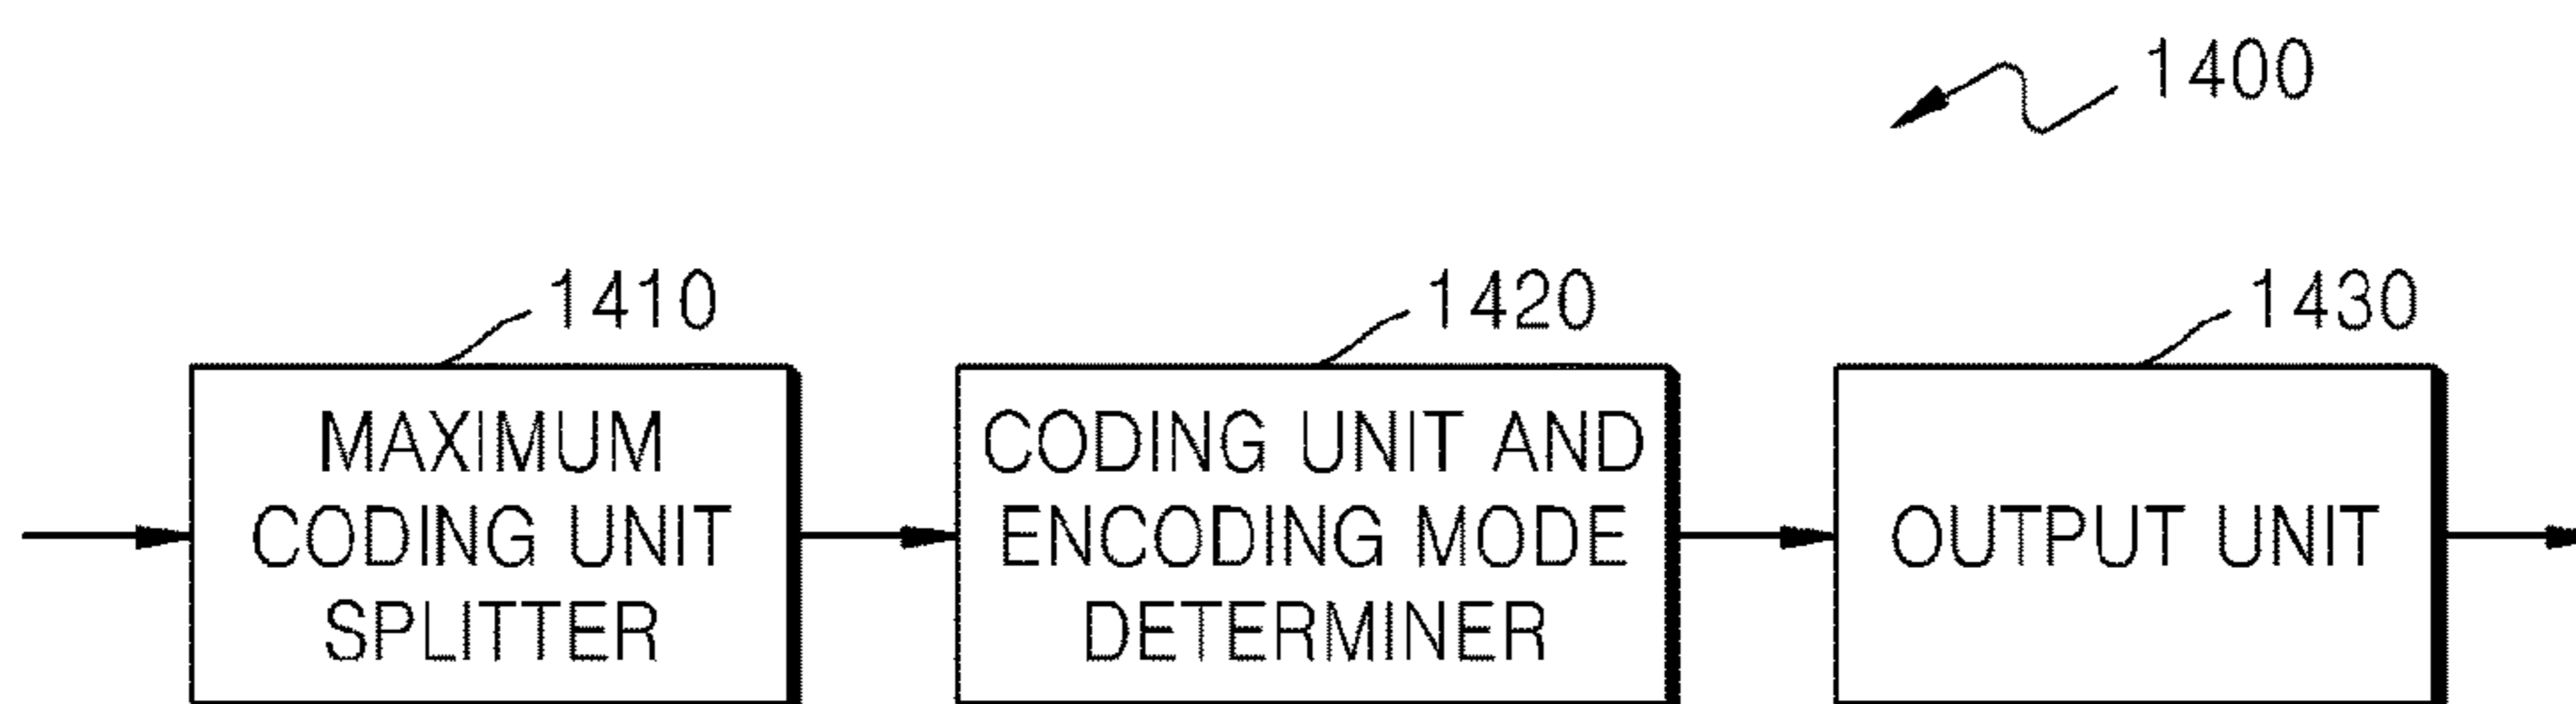 1400
1410
1420
1430
MAXIMUM
CODING UNIT
SPLITTER
CODING UNIT AND
ENCODING MODE
DETERMINER
OUTPUT UNIT